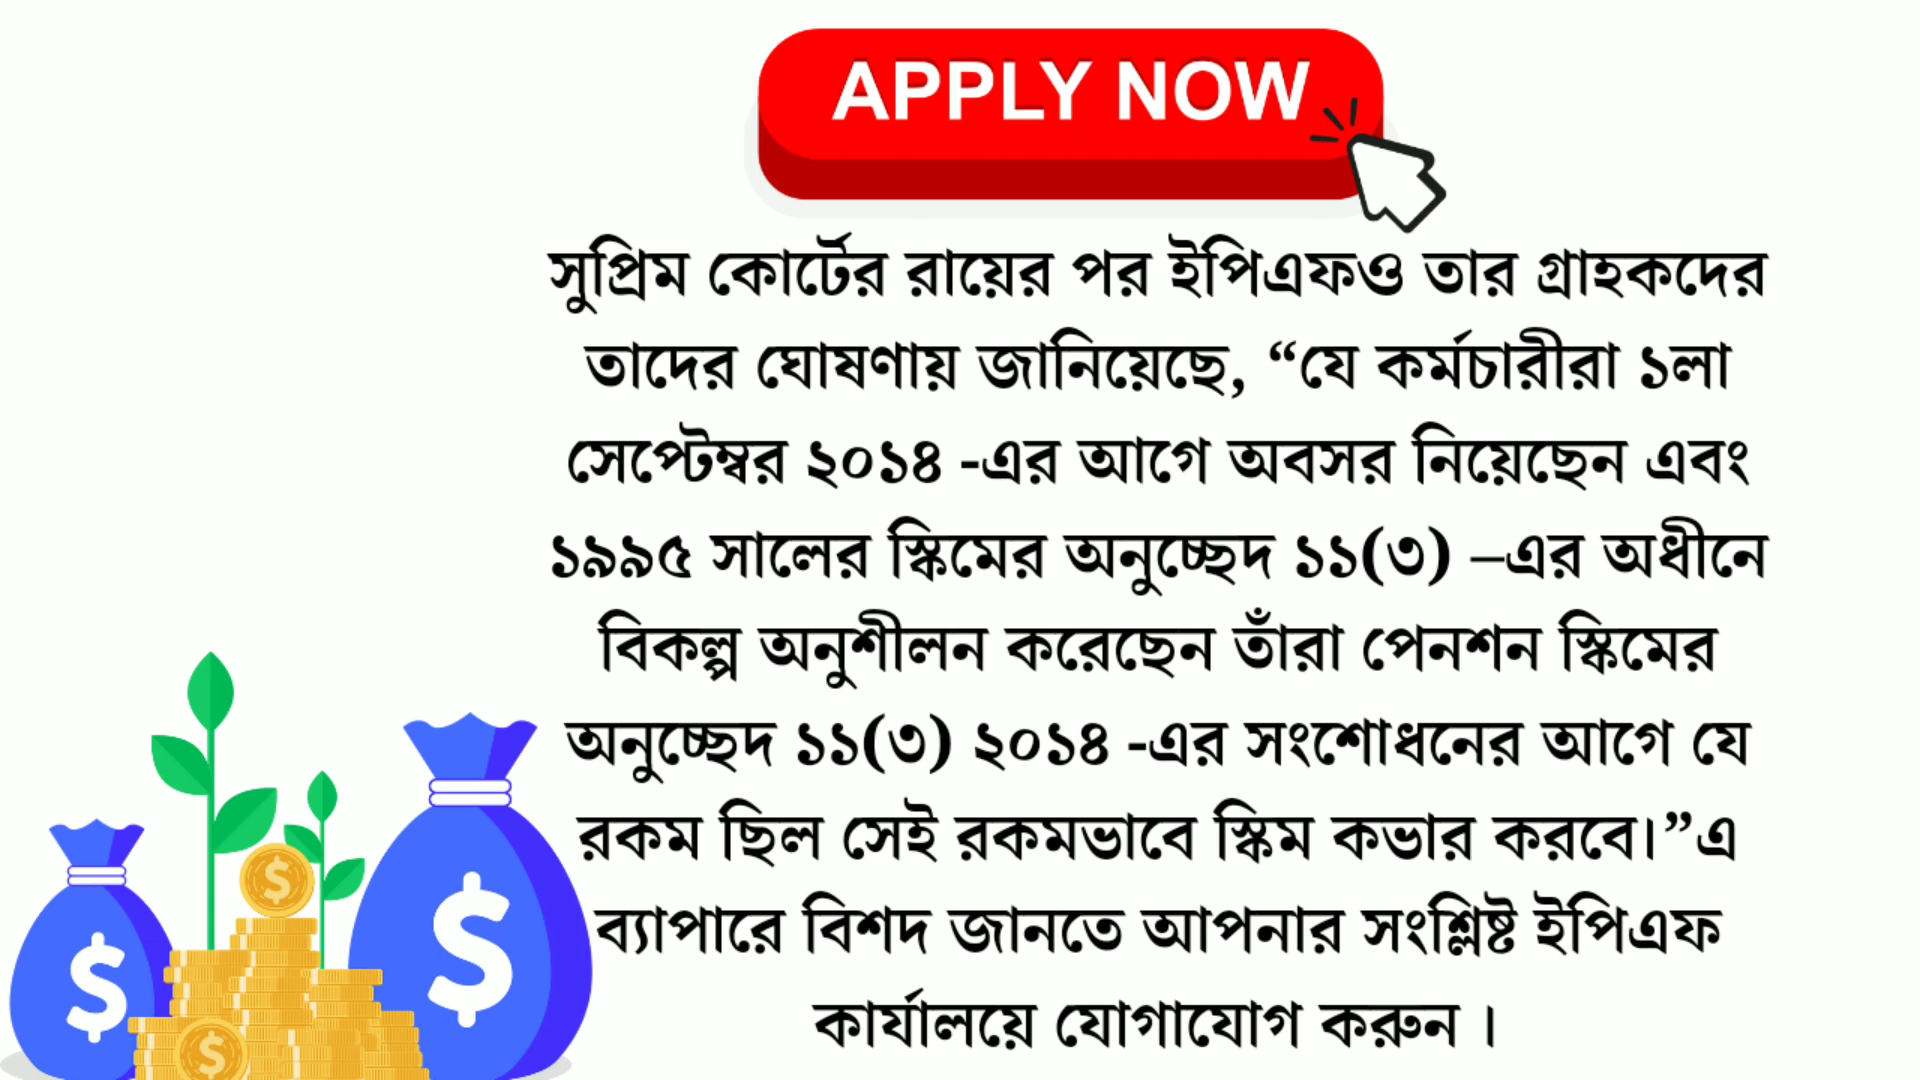 APPLY NOW
সুপ্রিম কোর্টের রায়ের পর ইপিএফও তার গ্রাহকদের
তাদের ঘোষণায় জানিয়েছে, “যে কর্মচারীরা ১লা
সেপ্টেম্বর ২০১৪ -এর আগে অবসর নিয়েছেন এবং
১৯৯৫ সালের স্কিমের অনুচ্ছেদ ১১(৩) –এর অধীনে
বিকল্প অনুশীলন করেছেন তাঁরা পেনশন স্কিমের
অনুচ্ছেদ ১১(৩) ২০১৪ -এর সংশোধনের আগে যে
রকম ছিল সেই রকমভাবে স্কিম কভার করবে।”এ
ব্যাপারে বিশদ জানতে আপনার সংশ্লিষ্ট ইপিএফ
কার্যালয়ে যোগাযোগ করুন ।